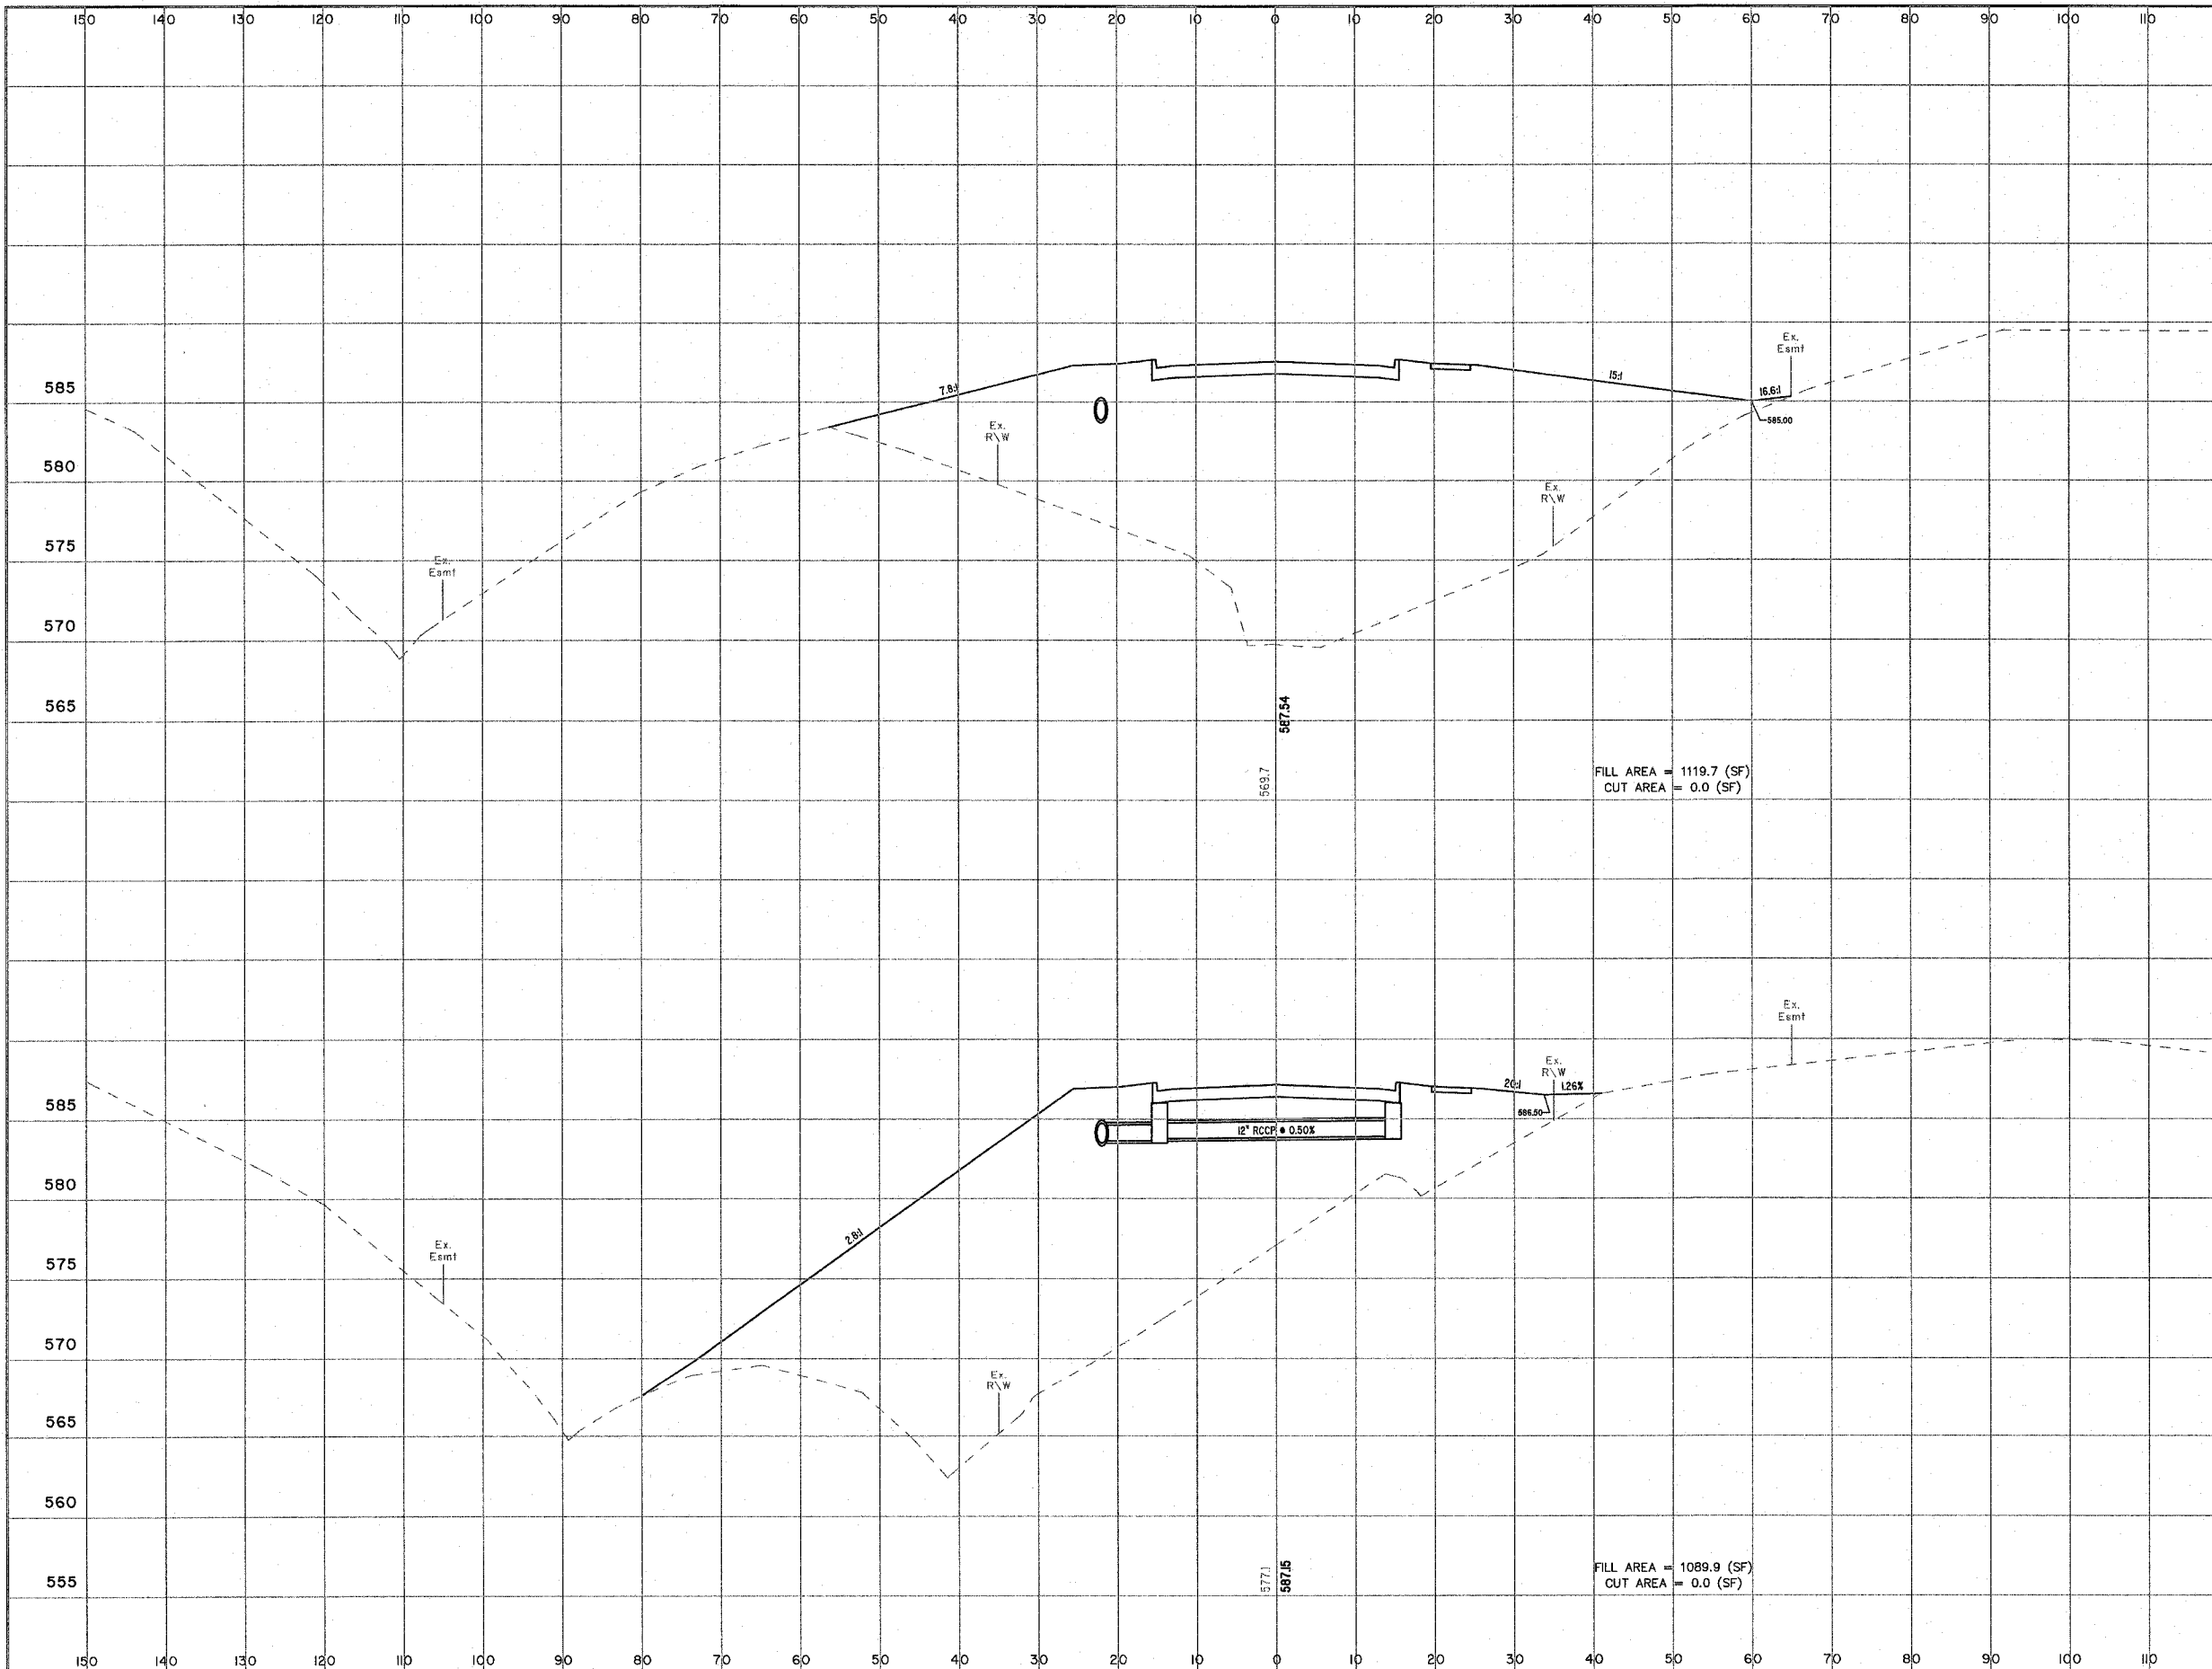 150 140 130 120 110 100 90 80 70 60 50 40 30 20 10 0 10 20 30 40 50 60 70 80 90 100 110
Ex.
Esmt
585
7.8:1
15:1
16.6:1
585.00
Ex.
R\W
580
Ex.
R\W
575
Ex.
Esmt
570
565
587.54
569.7
FILL AREA = 1119.7 (SF)
CUT AREA = 0.0 (SF)
Ex.
Esmt
Ex.
R\W
20:1
1.26%
585
586.50
12" RCCP @ 0.50%
580
2.8:1
Ex.
Esmt
575
570
Ex.
R\W
565
560
577.1
587.15
FILL AREA = 1089.9 (SF)
CUT AREA = 0.0 (SF)
555
150 140 130 120 110 100 90 80 70 60 50 40 30 20 10 0 10 20 30 40 50 60 70 80 90 100 110